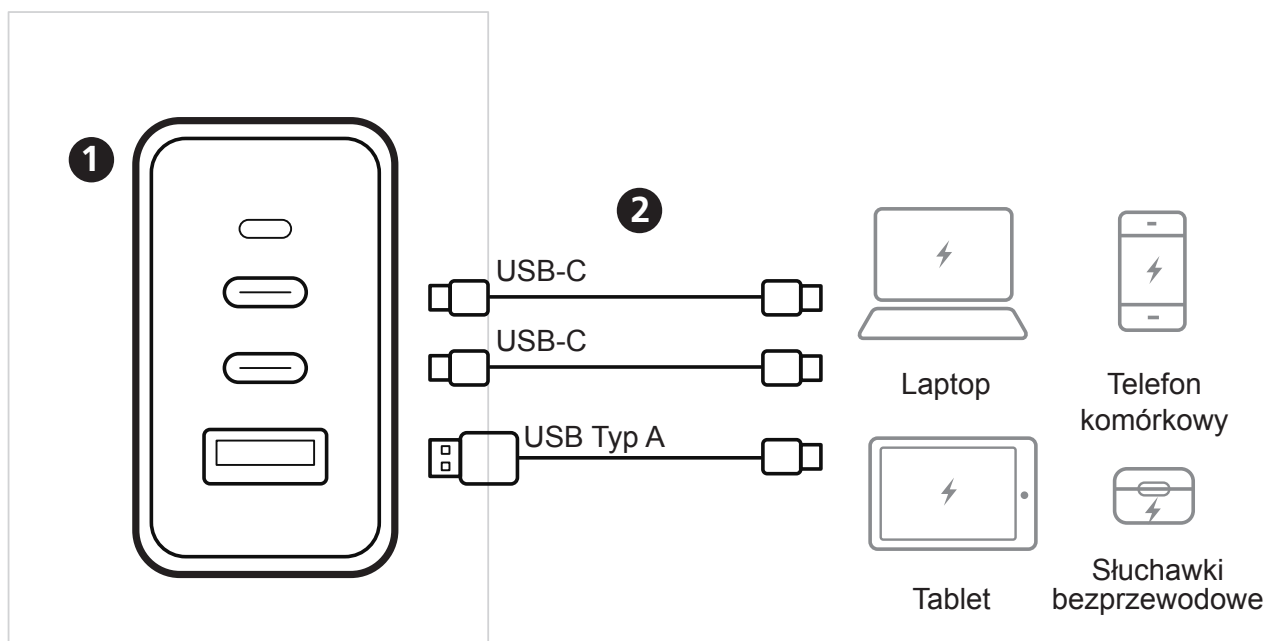 1
2
USB-C
USB-C
USB Typ A
Laptop
Telefon
komórkowy
Tablet
Słuchawki
bezprzewodowe